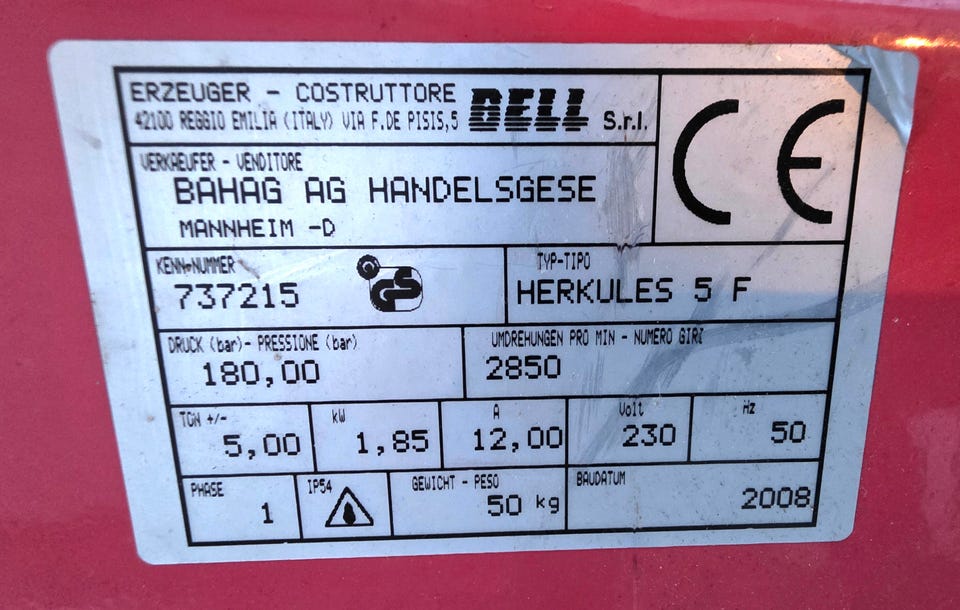 ERZEUGER - COSTRUTTORE BELL S.r.l.
42100 REGGIO EMILIA (ITALY) VIA F.DE PISIS,5
CE
VERKAEUFER - VENDITORE
BAHAG AG HANDELSGESE
MANNHEIM -D
KENN-NUMMER
737215
GS
TYP-TIPO
HERKULES 5 F
DRUCK (bar)- PRESSIONE (bar)
180,00
UMDREHUNGEN PRO MIN - NUMERO GIRI
2850
TON +/-
5,00
kW
1,85
A
12,00
Volt
230
Hz
50
PHASE
1
IP54
GEWICHT - PESO
50 kg
BAUDATUM
2008